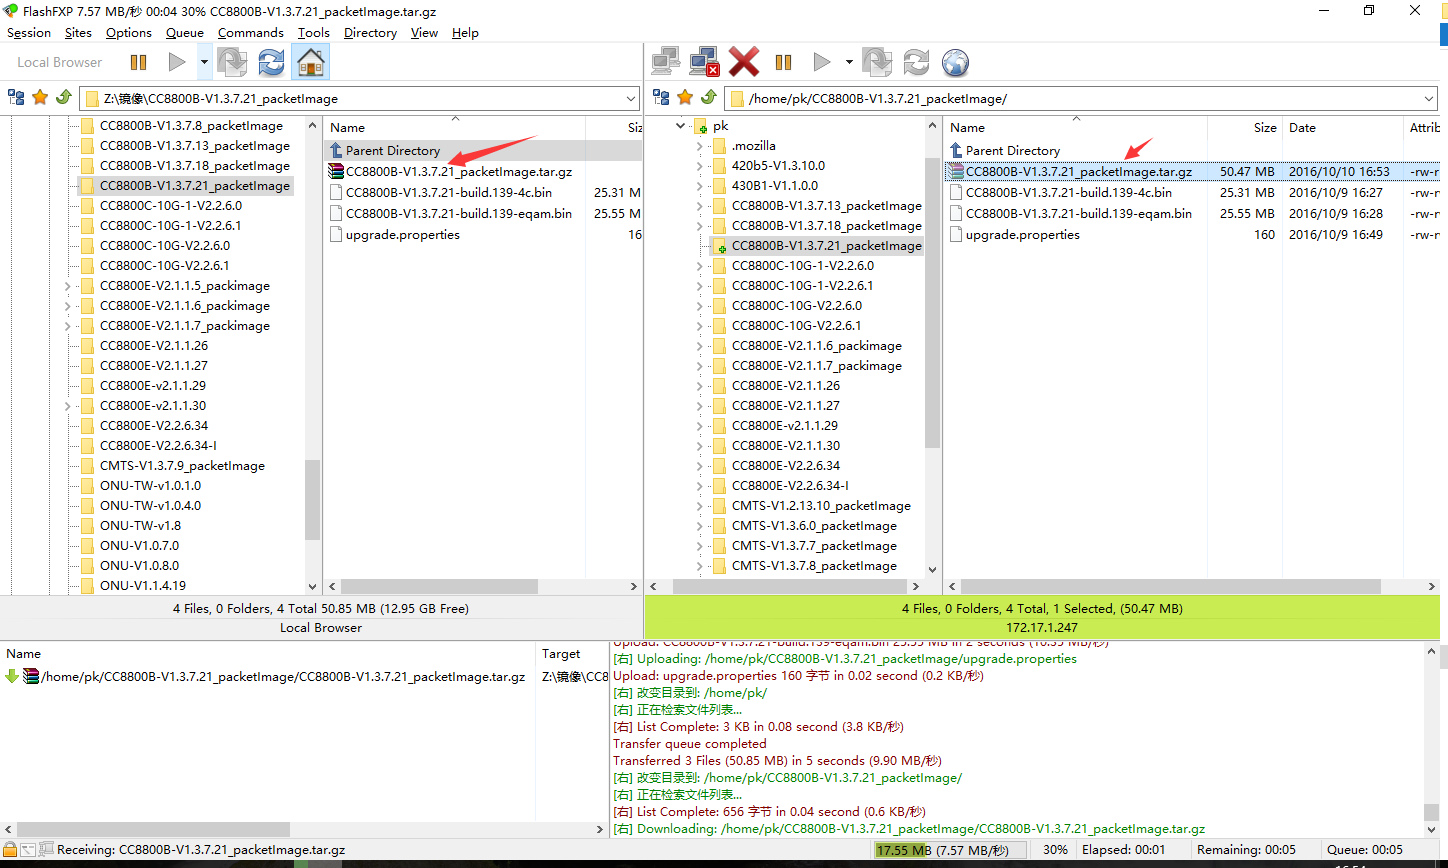 FlashFXP 7.57 MB/秒 00:04 30% CC8800B-V1.3.7.21_packetImage.tar.gz
Session Sites Options Queue Commands Tools Directory View Help
Local Browser
Z:\镜像\CC8800B-V1.3.7.21_packetImage
CC8800B-V1.3.7.8_packetImage
CC8800B-V1.3.7.13_packetImage
CC8800B-V1.3.7.18_packetImage
CC8800B-V1.3.7.21_packetImage
CC8800C-10G-1-V2.2.6.0
CC8800C-10G-1-V2.2.6.1
CC8800C-10G-V2.2.6.0
CC8800C-10G-V2.2.6.1
CC8800E-V2.1.1.5_packimage
CC8800E-V2.1.1.6_packimage
CC8800E-V2.1.1.7_packimage
CC8800E-V2.1.1.26
CC8800E-V2.1.1.27
CC8800E-v2.1.1.29
CC8800E-v2.1.1.30
CC8800E-V2.2.6.34
CC8800E-V2.2.6.34-I
CMTS-V1.3.7.9_packetImage
ONU-TW-v1.0.1.0
ONU-TW-v1.0.4.0
ONU-TW-v1.8
ONU-V1.0.7.0
ONU-V1.0.8.0
ONU-V1.1.4.19
Name Siz
Parent Directory
CC8800B-V1.3.7.21_packetImage.tar.gz
CC8800B-V1.3.7.21-build.139-4c.bin 25.31 M
CC8800B-V1.3.7.21-build.139-eqam.bin 25.55 M
upgrade.properties 16
4 Files, 0 Folders, 4 Total 50.85 MB (12.95 GB Free)
Local Browser
/home/pk/CC8800B-V1.3.7.21_packetImage/
pk
.mozilla
420b5-V1.3.10.0
430B1-V1.1.0.0
CC8800B-V1.3.7.13_packetImage
CC8800B-V1.3.7.18_packetImage
CC8800B-V1.3.7.21_packetImage
CC8800C-10G-1-V2.2.6.0
CC8800C-10G-1-V2.2.6.1
CC8800C-10G-V2.2.6.0
CC8800C-10G-V2.2.6.1
CC8800E-V2.1.1.6_packimage
CC8800E-V2.1.1.7_packimage
CC8800E-V2.1.1.26
CC8800E-V2.1.1.27
CC8800E-v2.1.1.29
CC8800E-V2.1.1.30
CC8800E-V2.2.6.34
CC8800E-V2.2.6.34-I
CMTS-V1.2.13.10_packetImage
CMTS-V1.3.6.0_packetImage
CMTS-V1.3.7.7_packetImage
CMTS-V1.3.7.8_packetImage
Name Size Date Attrib
Parent Directory
CC8800B-V1.3.7.21_packetImage.tar.gz 50.47 MB 2016/10/10 16:53 -rw-r
CC8800B-V1.3.7.21-build.139-4c.bin 25.31 MB 2016/10/9 16:27 -rw-r
CC8800B-V1.3.7.21-build.139-eqam.bin 25.55 MB 2016/10/9 16:28 -rw-r
upgrade.properties 160 2016/10/9 16:49 -rw-r
4 Files, 0 Folders, 4 Total, 1 Selected, (50.47 MB)
172.17.1.247
Name Target
/home/pk/CC8800B-V1.3.7.21_packetImage/CC8800B-V1.3.7.21_packetImage.tar.gz Z:\镜像\CC8
Upload: CC8800B-V1.3.7.21-build.139-eqam.bin 25.55 MB in 2 seconds (10.35 MB/秒)
[右] Uploading: /home/pk/CC8800B-V1.3.7.21_packetImage/upgrade.properties
Upload: upgrade.properties 160 字节 in 0.02 second (0.2 KB/秒)
[右] 改变目录到: /home/pk/
[右] 正在检索文件列表...
[右] List Complete: 3 KB in 0.08 second (3.8 KB/秒)
Transfer queue completed
Transferred 3 Files (50.85 MB) in 5 seconds (9.90 MB/秒)
[右] 改变目录到: /home/pk/CC8800B-V1.3.7.21_packetImage/
[右] 正在检索文件列表...
[右] List Complete: 656 字节 in 0.04 second (0.6 KB/秒)
[右] Downloading: /home/pk/CC8800B-V1.3.7.21_packetImage/CC8800B-V1.3.7.21_packetImage.tar.gz
Receiving: CC8800B-V1.3.7.21_packetImage.tar.gz 17.55 MB (7.57 MB/秒) 30% Elapsed: 00:01 Remaining: 00:05 Queue: 00:05